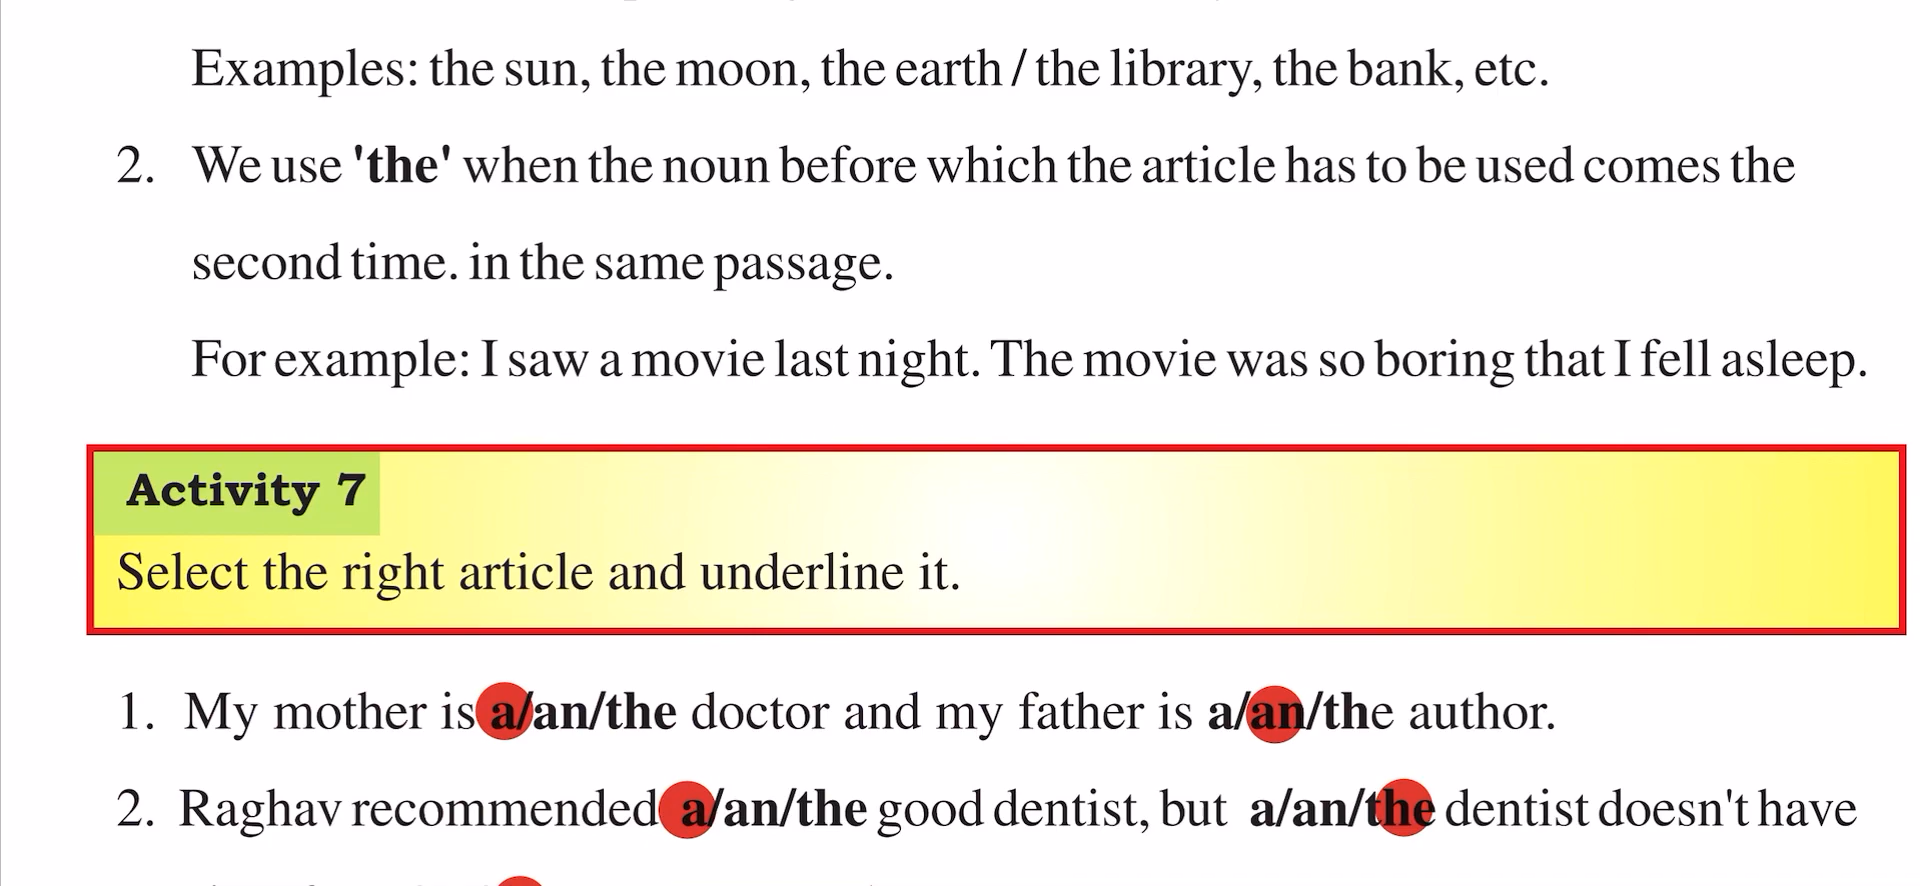 Examples: the sun, the moon, the earth / the library, the bank, etc.
2. We use 'the' when the noun before which the article has to be used comes the
second time. in the same passage.
For example: I saw a movie last night. The movie was so boring that I fell asleep.
Activity 7
Select the right article and underline it.
1. My mother is a/an/the doctor and my father is a/an/the author.
2. Raghav recommended a/an/the good dentist, but a/an/the dentist doesn't have